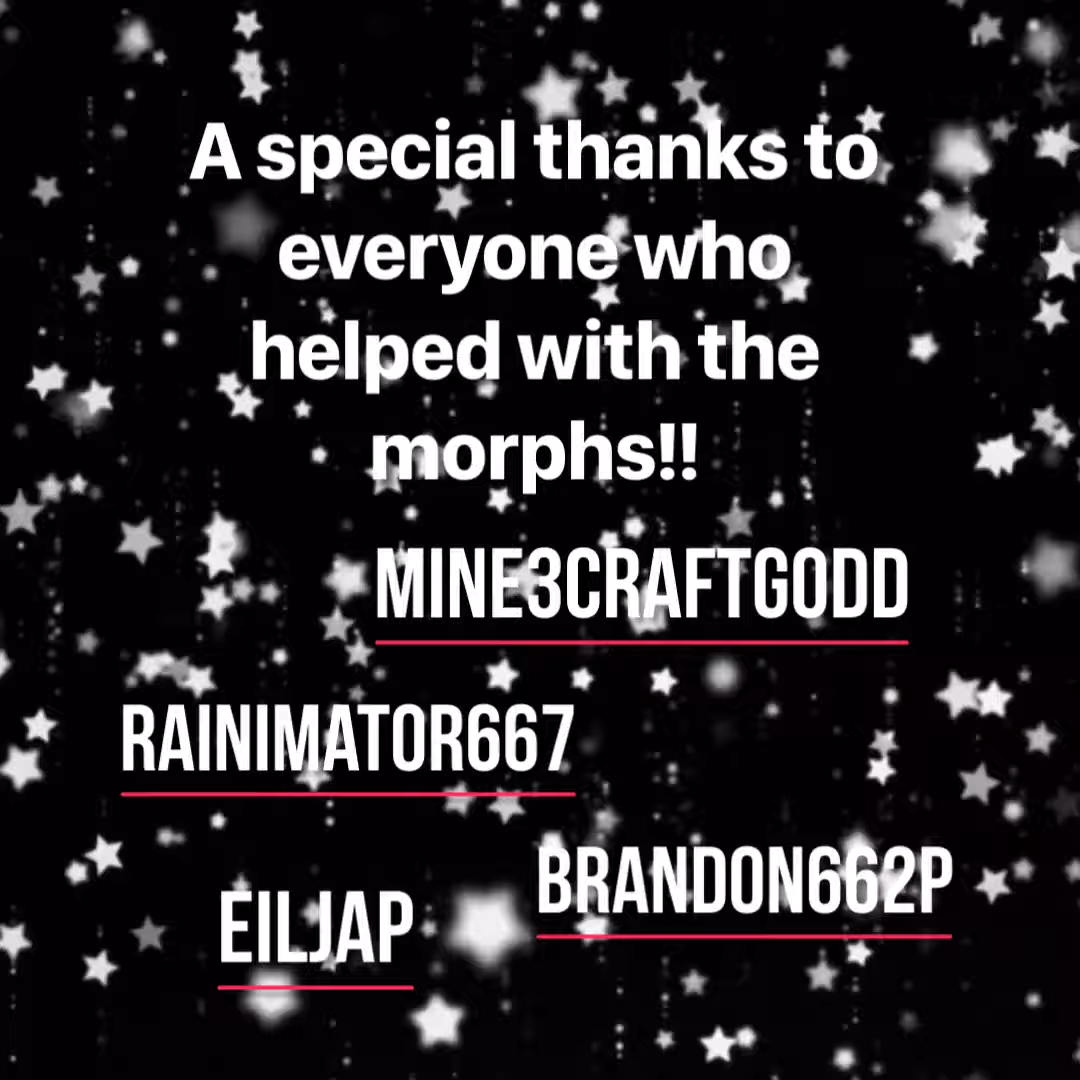 A special thanks to
everyone who
helped with the
morphs!!
MINE3CRAFTGODD
RAINIMATOR667
BRANDON662P
EILJAP